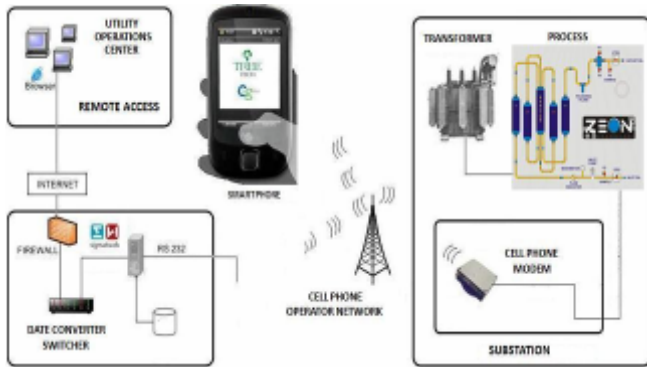 UTILITY
OPERATIONS
CENTER
Browser
REMOTE ACCESS
INTERNET
FIREWALL
RS 232
DATE CONVERTER
SWITCHER
TREE
SMARTPHONE
CELL PHONE
OPERATOR NETWORK
TRANSFORMER
PROCESS
ZEON
CELL PHONE
MODEM
SUBSTATION